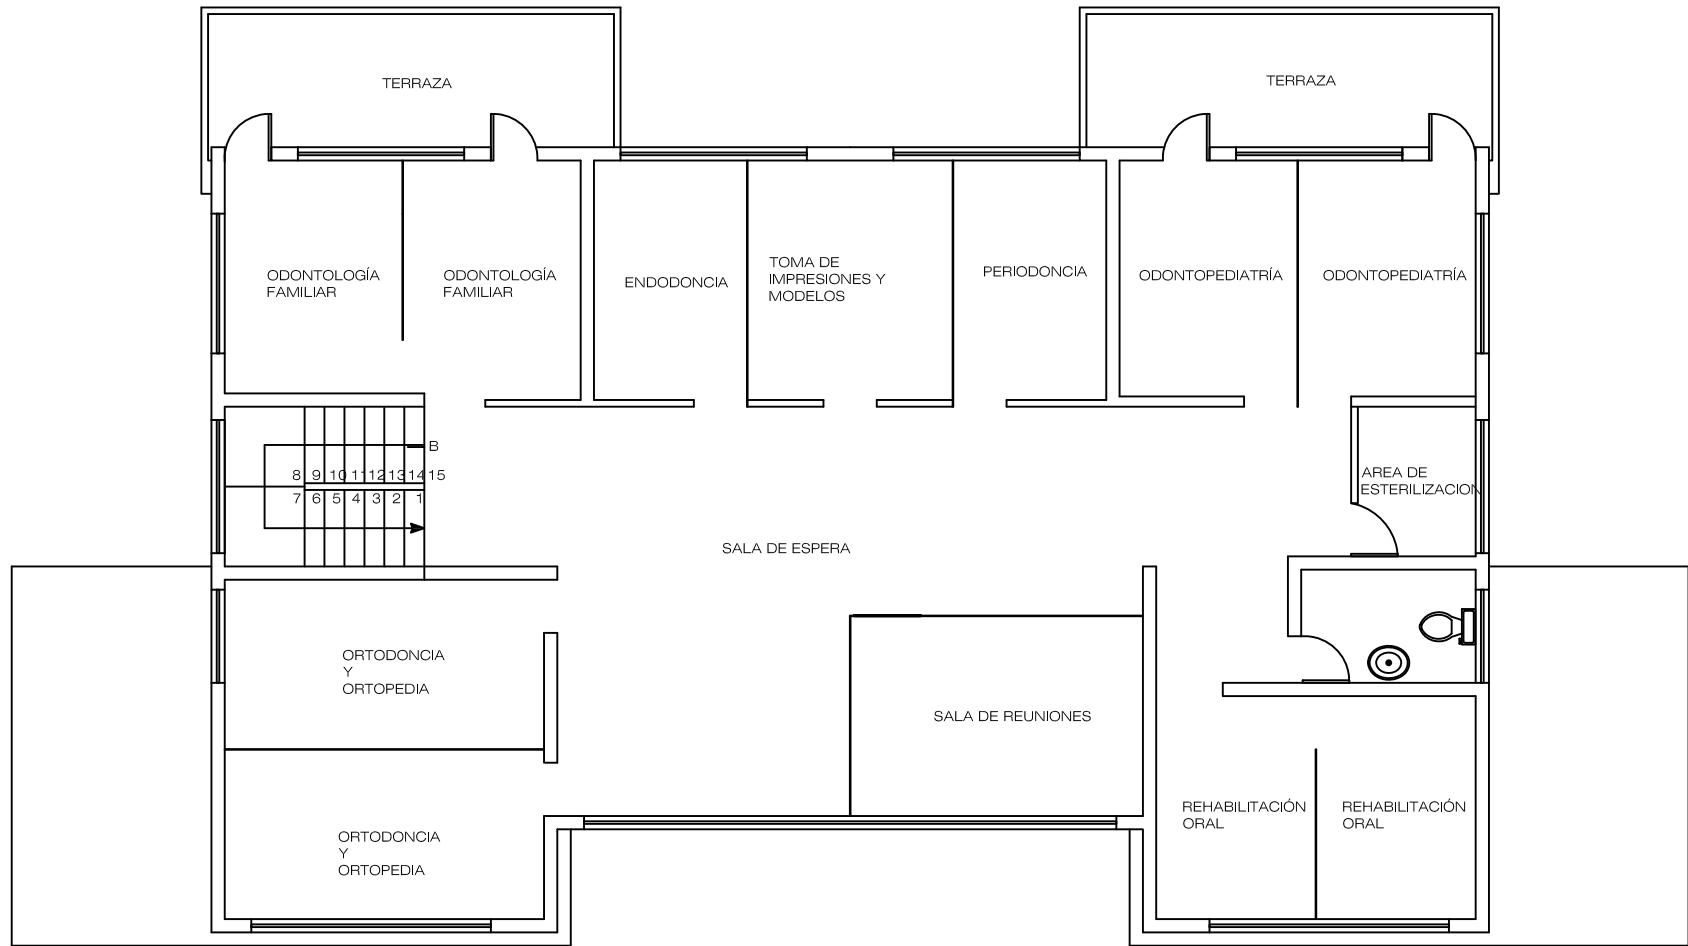 TERRAZA
TERRAZA
ODONTOLOGÍA
FAMILIAR
ODONTOLOGÍA
FAMILIAR
ENDODONCIA
TOMA DE
IMPRESIONES Y
MODELOS
PERIODONCIA
ODONTOPEDIATRÍA
ODONTOPEDIATRÍA
B
8 9 10 11 12 13 14 15
7 6 5 4 3 2 1
AREA DE
ESTERILIZACION
SALA DE ESPERA
ORTODONCIA
Y
ORTOPEDIA
SALA DE REUNIONES
REHABILITACIÓN
ORAL
REHABILITACIÓN
ORAL
ORTODONCIA
Y
ORTOPEDIA